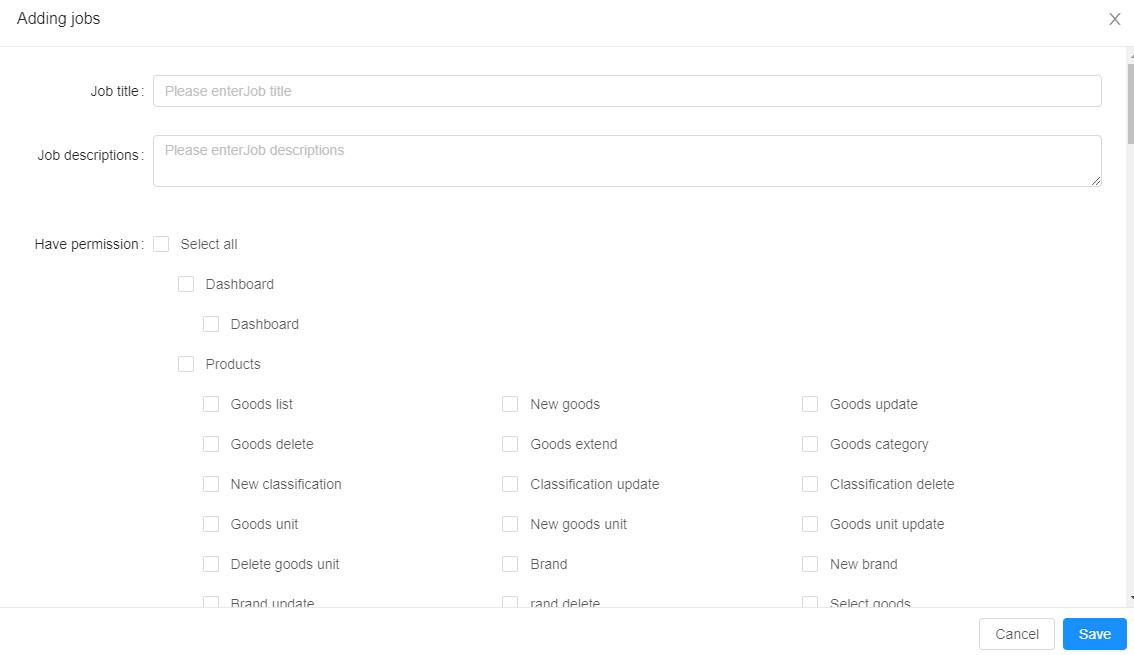 Adding jobs
Job title:
Please enterJob title
Job descriptions:
Please enterJob descriptions
Have permission: Select all
Dashboard
Dashboard
Products
Goods list New goods Goods update
Goods delete Goods extend Goods category
New classification Classification update Classification delete
Goods unit New goods unit Goods unit update
Delete goods unit Brand New brand
Brand update rand delete Select goods
Cancel Save